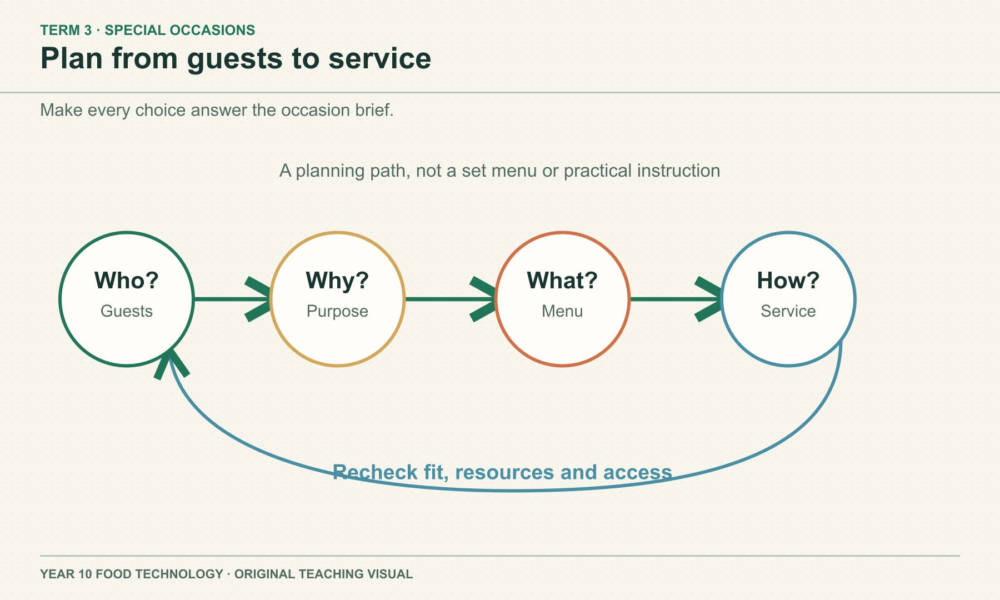 TERM 3 · SPECIAL OCCASIONS
Plan from guests to service
Make every choice answer the occasion brief.
A planning path, not a set menu or practical instruction
Who?
Guests
Why?
Purpose
What?
Menu
How?
Service
Recheck fit, resources and access
YEAR 10 FOOD TECHNOLOGY · ORIGINAL TEACHING VISUAL